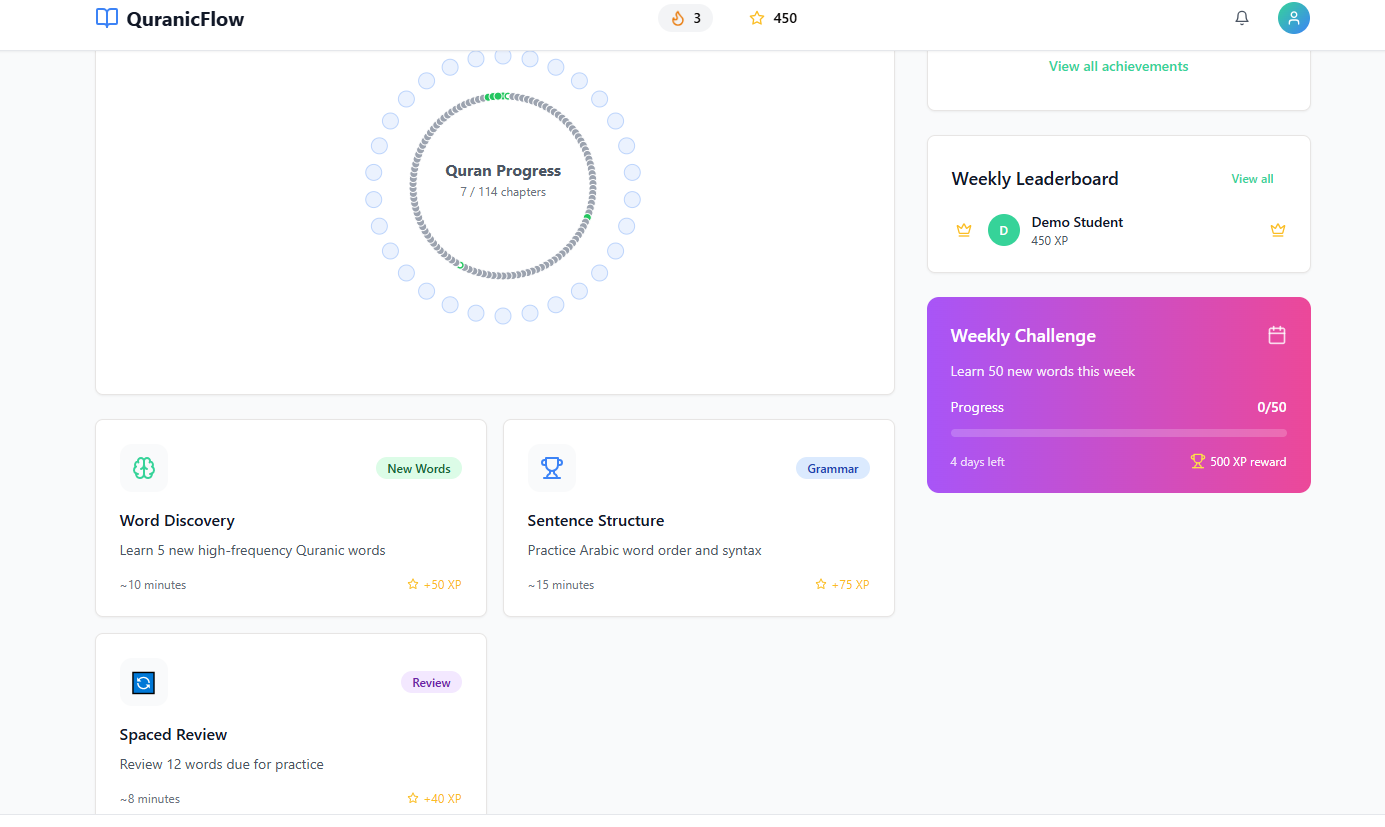 QuranicFlow
3
450
Quran Progress
7 / 114 chapters
View all achievements
Weekly Leaderboard
View all
D
Demo Student
450 XP
Weekly Challenge
Learn 50 new words this week
Progress
0/50
4 days left
500 XP reward
New Words
Word Discovery
Learn 5 new high-frequency Quranic words
~10 minutes
+50 XP
Grammar
Sentence Structure
Practice Arabic word order and syntax
~15 minutes
+75 XP
Review
Spaced Review
Review 12 words due for practice
~8 minutes
+40 XP